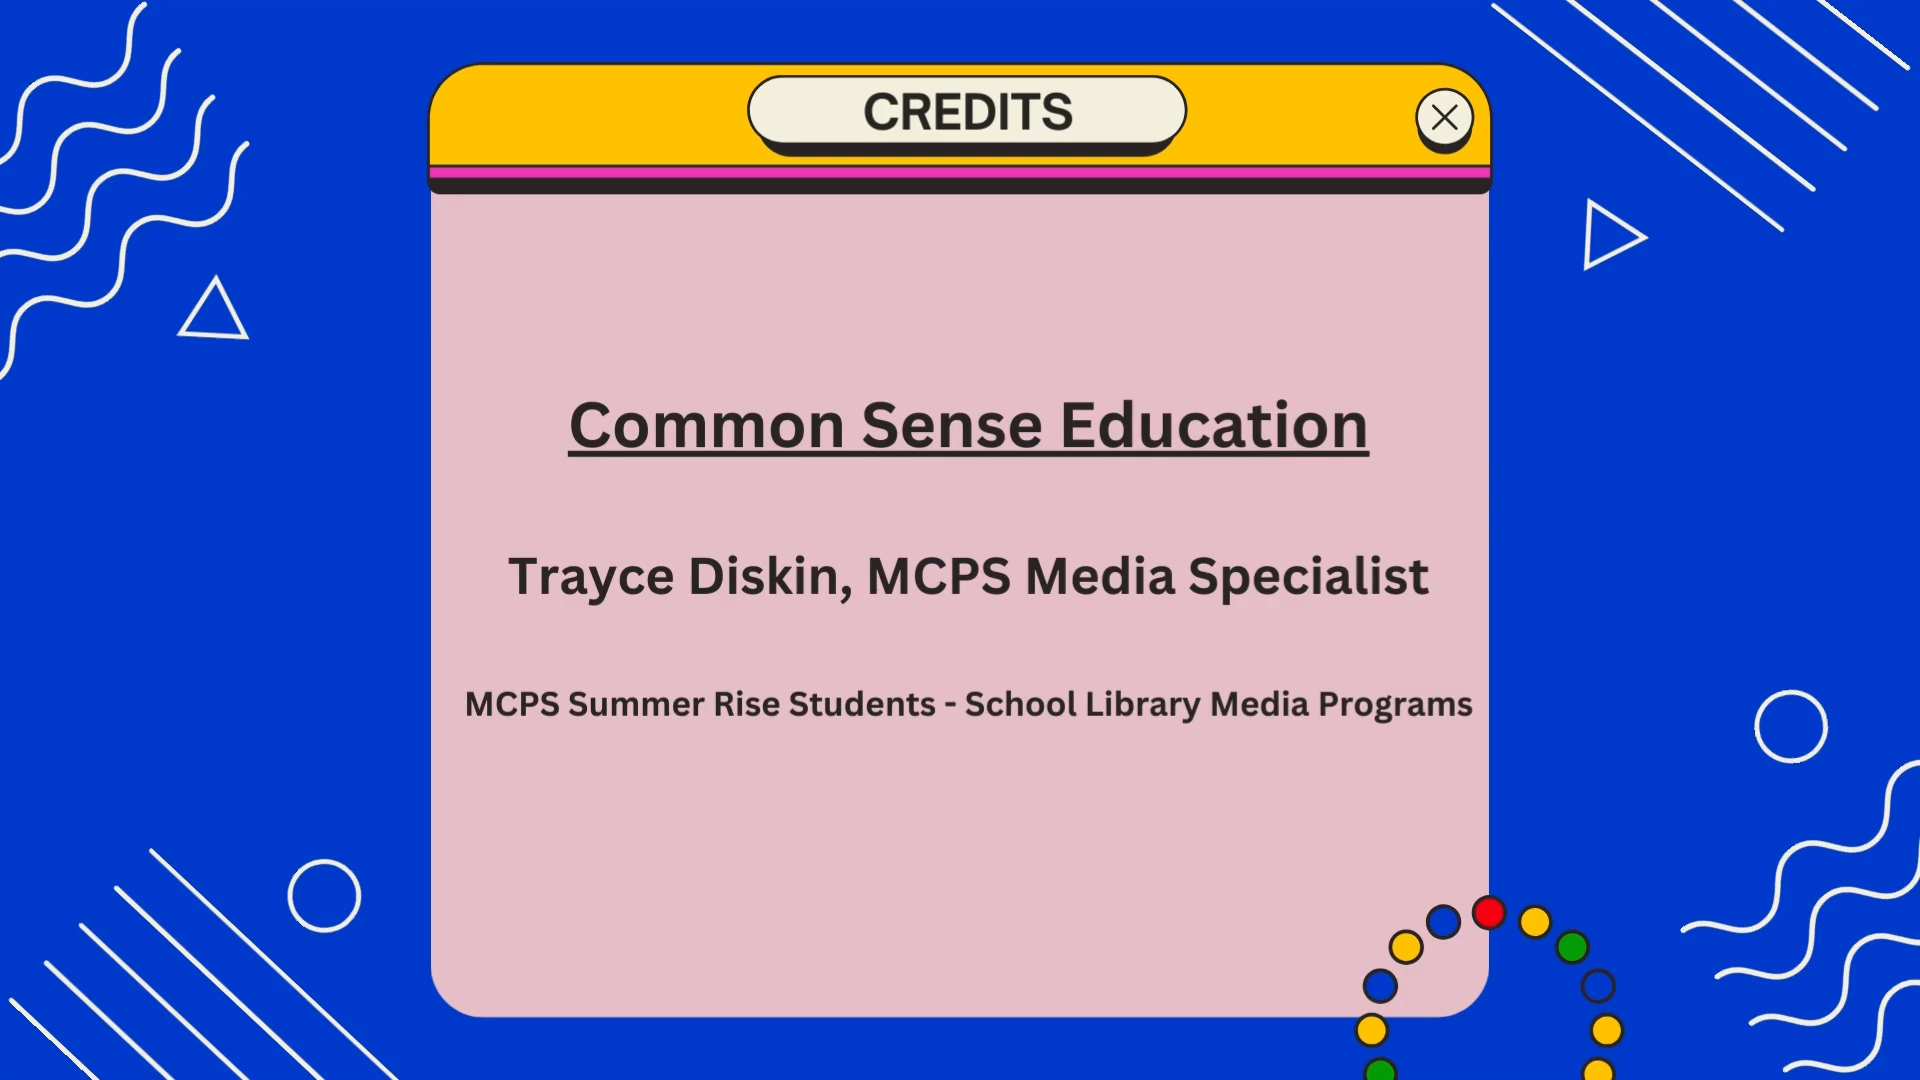 CREDITS
Common Sense Education
Trayce Diskin, MCPS Media Specialist
MCPS Summer Rise Students - School Library Media Programs